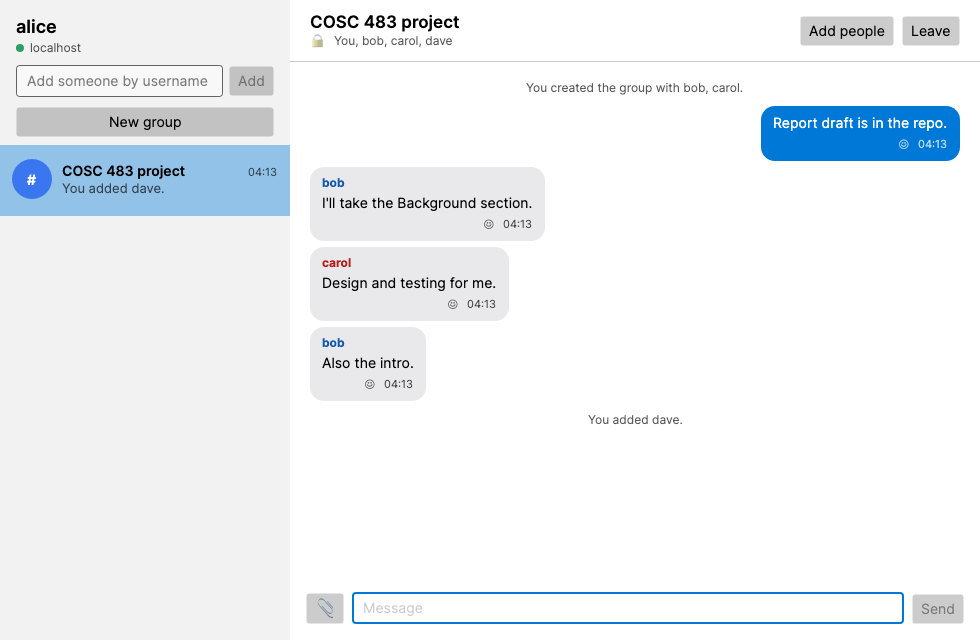 alice
localhost
Add someone by username
Add
New group
#
COSC 483 project
04:13
You added dave.
COSC 483 project
You, bob, carol, dave
Add people
Leave
You created the group with bob, carol.
Report draft is in the repo.
04:13
bob
I'll take the Background section.
04:13
carol
Design and testing for me.
04:13
bob
Also the intro.
04:13
You added dave.
Message
Send